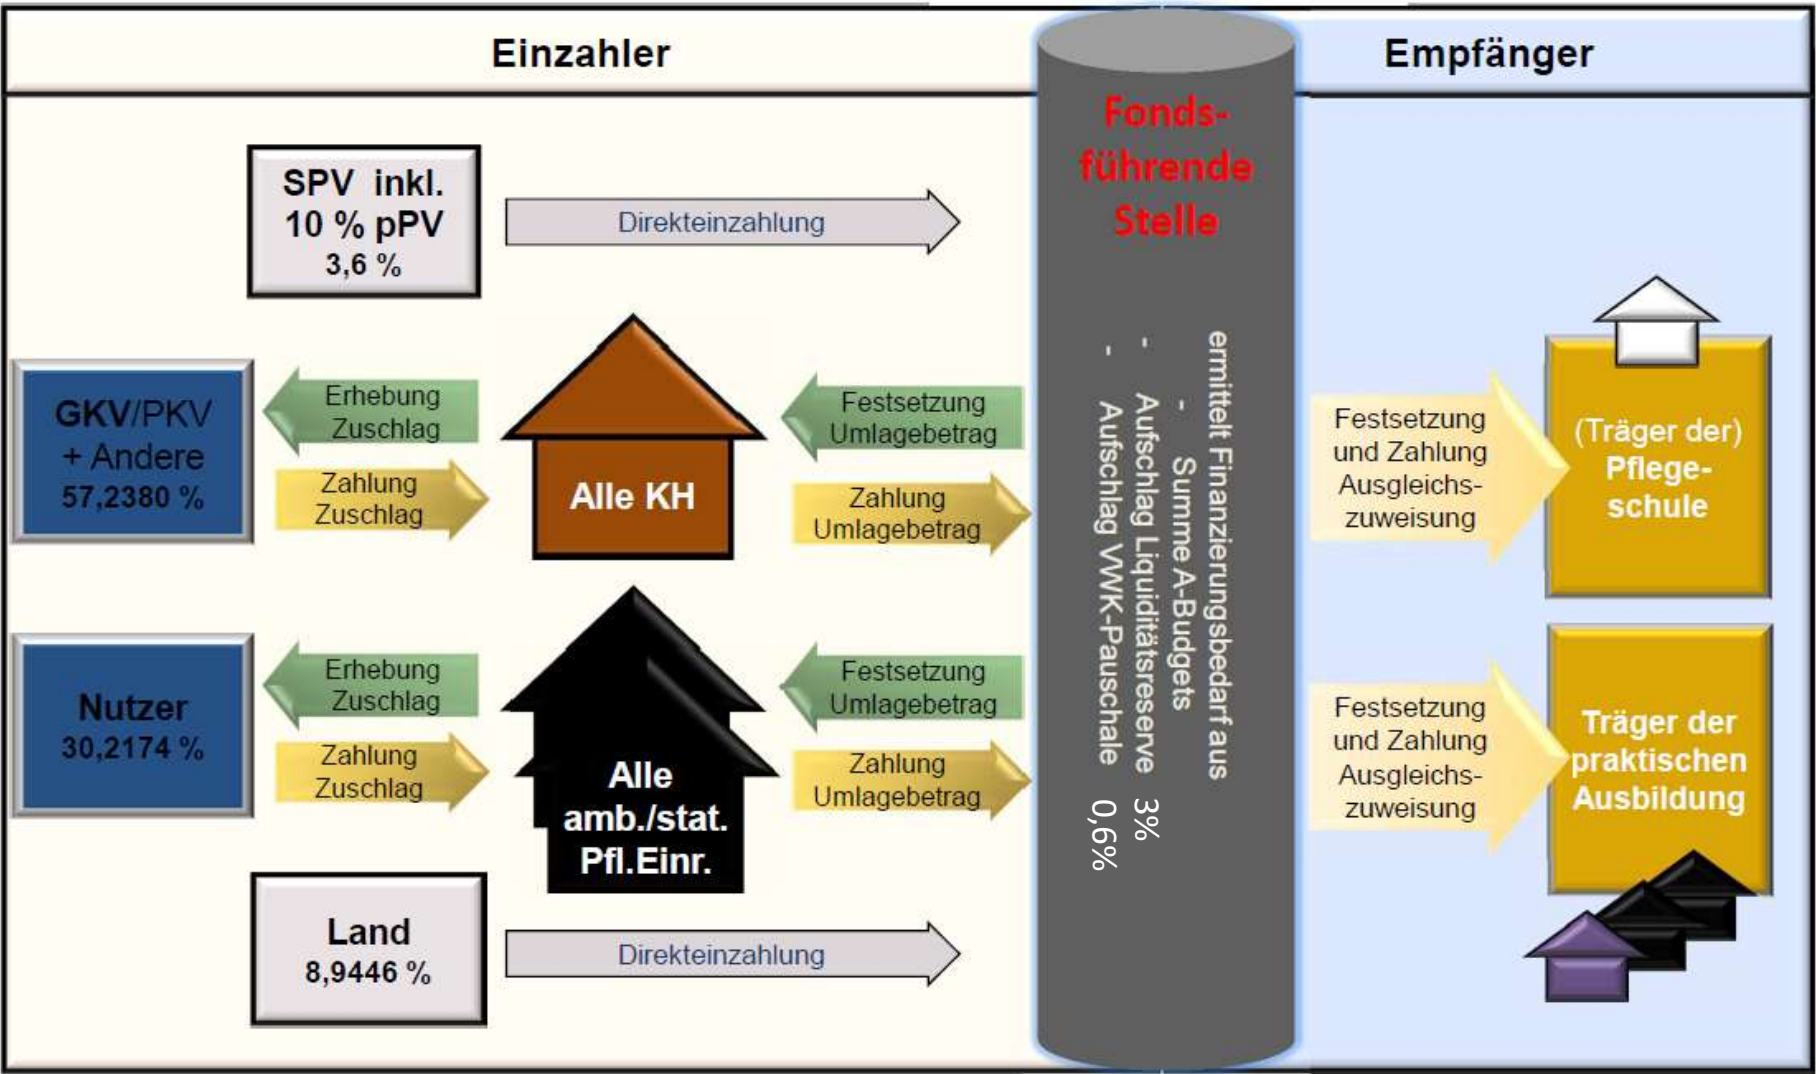 Einzahler
Empfänger
SPV inkl.
10 % pPV
3,6 %
Direkteinzahlung
GKV/PKV
+ Andere
57,2380 %
Erhebung
Zuschlag
Zahlung
Zuschlag
Alle KH
Festsetzung
Umlagebetrag
Zahlung
Umlagebetrag
Nutzer
30,2174 %
Erhebung
Zuschlag
Zahlung
Zuschlag
Alle
amb./stat.
Pfl.Einr.
Festsetzung
Umlagebetrag
Zahlung
Umlagebetrag
Land
8,9446 %
Direkteinzahlung
Fonds-
führende
Stelle
ermittelt Finanzierungsbedarf aus
- Summe A-Budgets
- Aufschlag Liquiditätsreserve 3%
- Aufschlag VWK-Pauschale 0,6%
Festsetzung
und Zahlung
Ausgleichs-
zuweisung
(Träger der)
Pflege-
schule
Festsetzung
und Zahlung
Ausgleichs-
zuweisung
Träger der
praktischen
Ausbildung